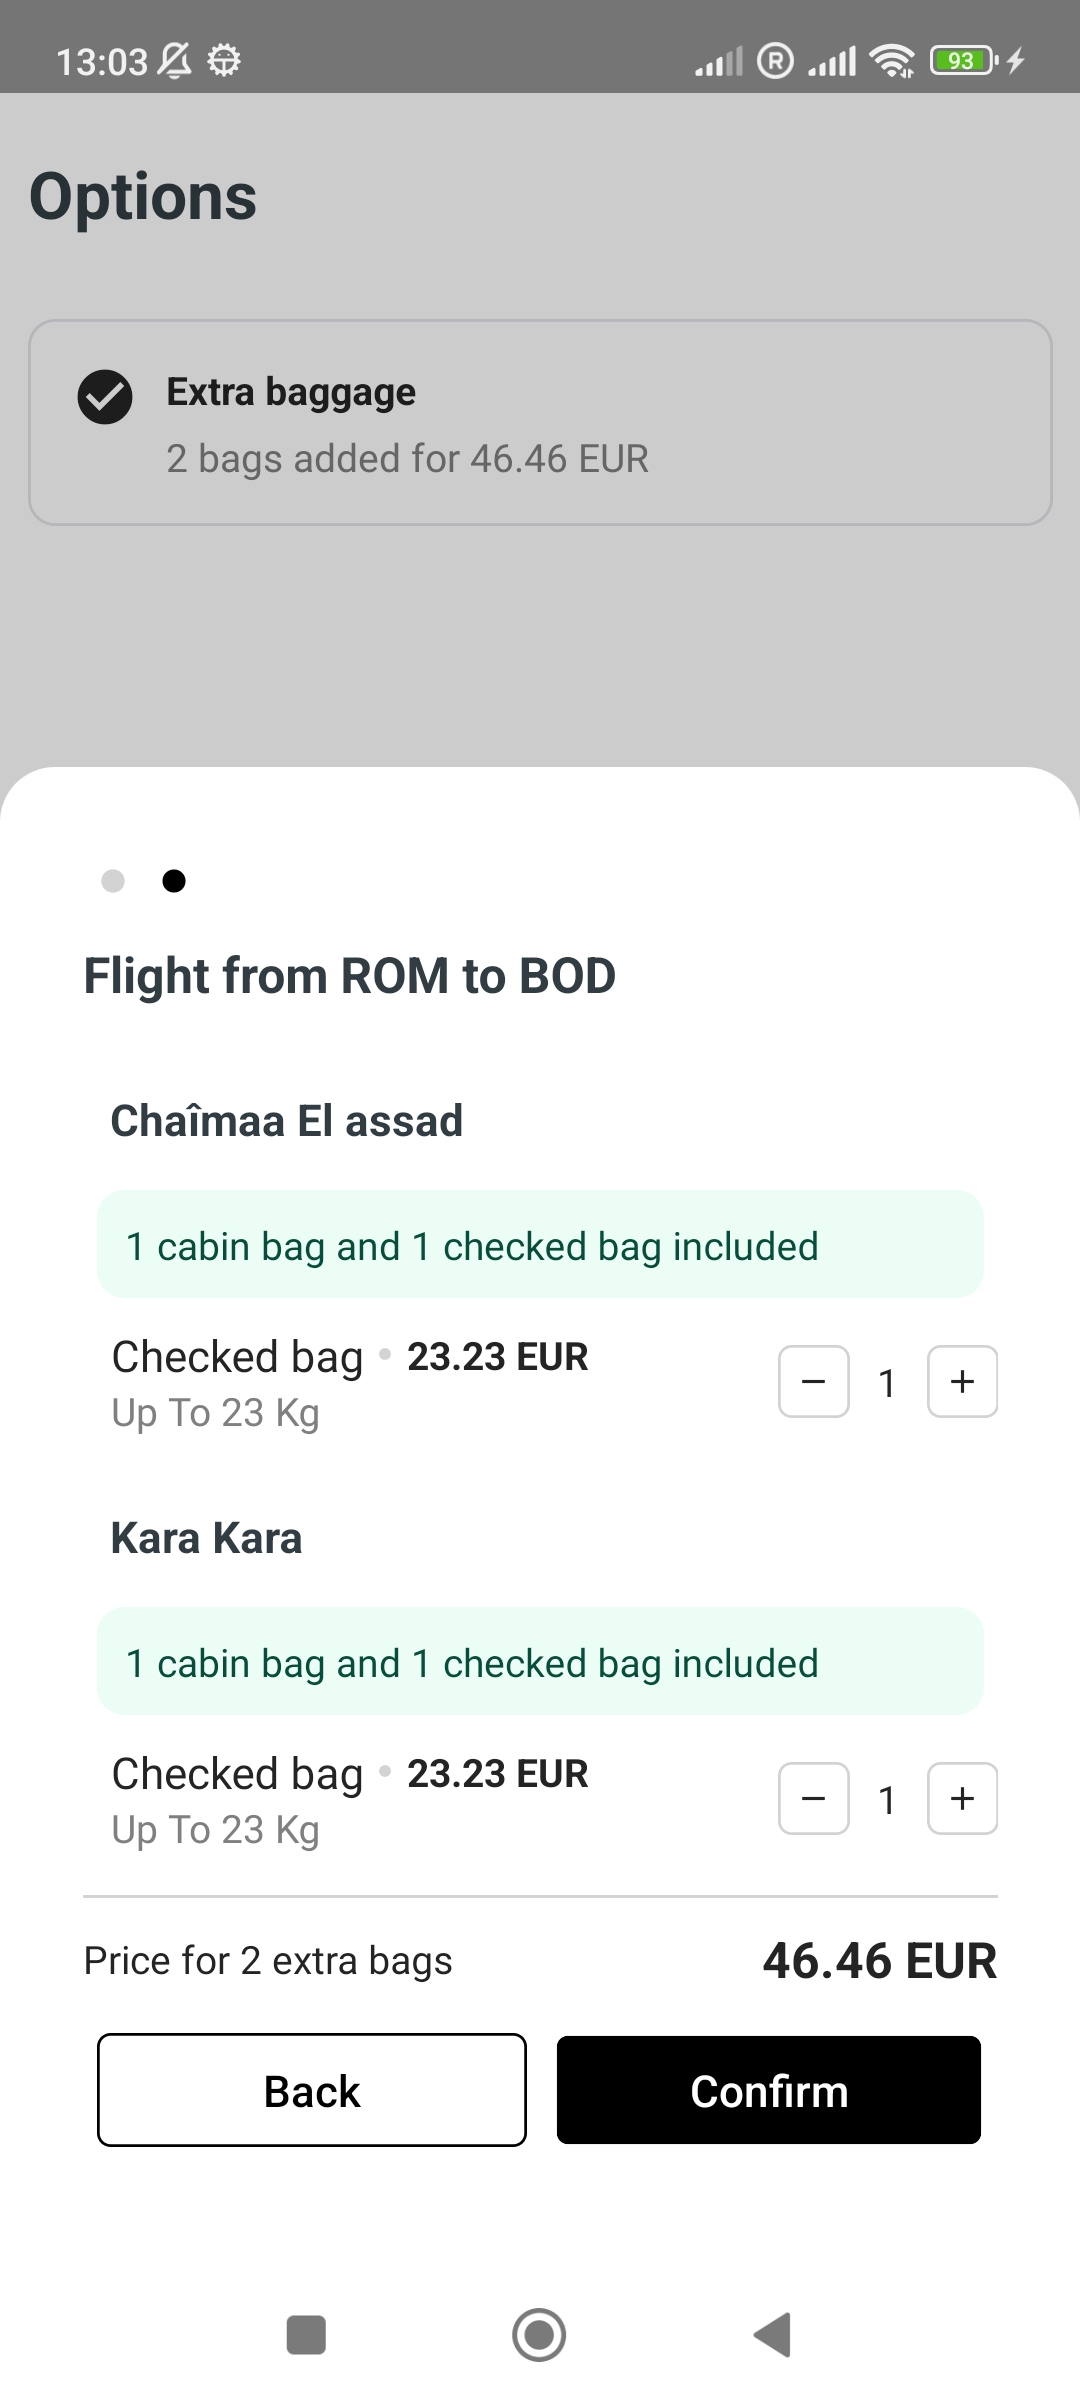 13:03
R
93
Options
Extra baggage
2 bags added for 46.46 EUR
Flight from ROM to BOD
Chaîmaa El assad
1 cabin bag and 1 checked bag included
Checked bag • 23.23 EUR
Up To 23 Kg
− 1 +
Kara Kara
1 cabin bag and 1 checked bag included
Checked bag • 23.23 EUR
Up To 23 Kg
− 1 +
Price for 2 extra bags 46.46 EUR
Back Confirm